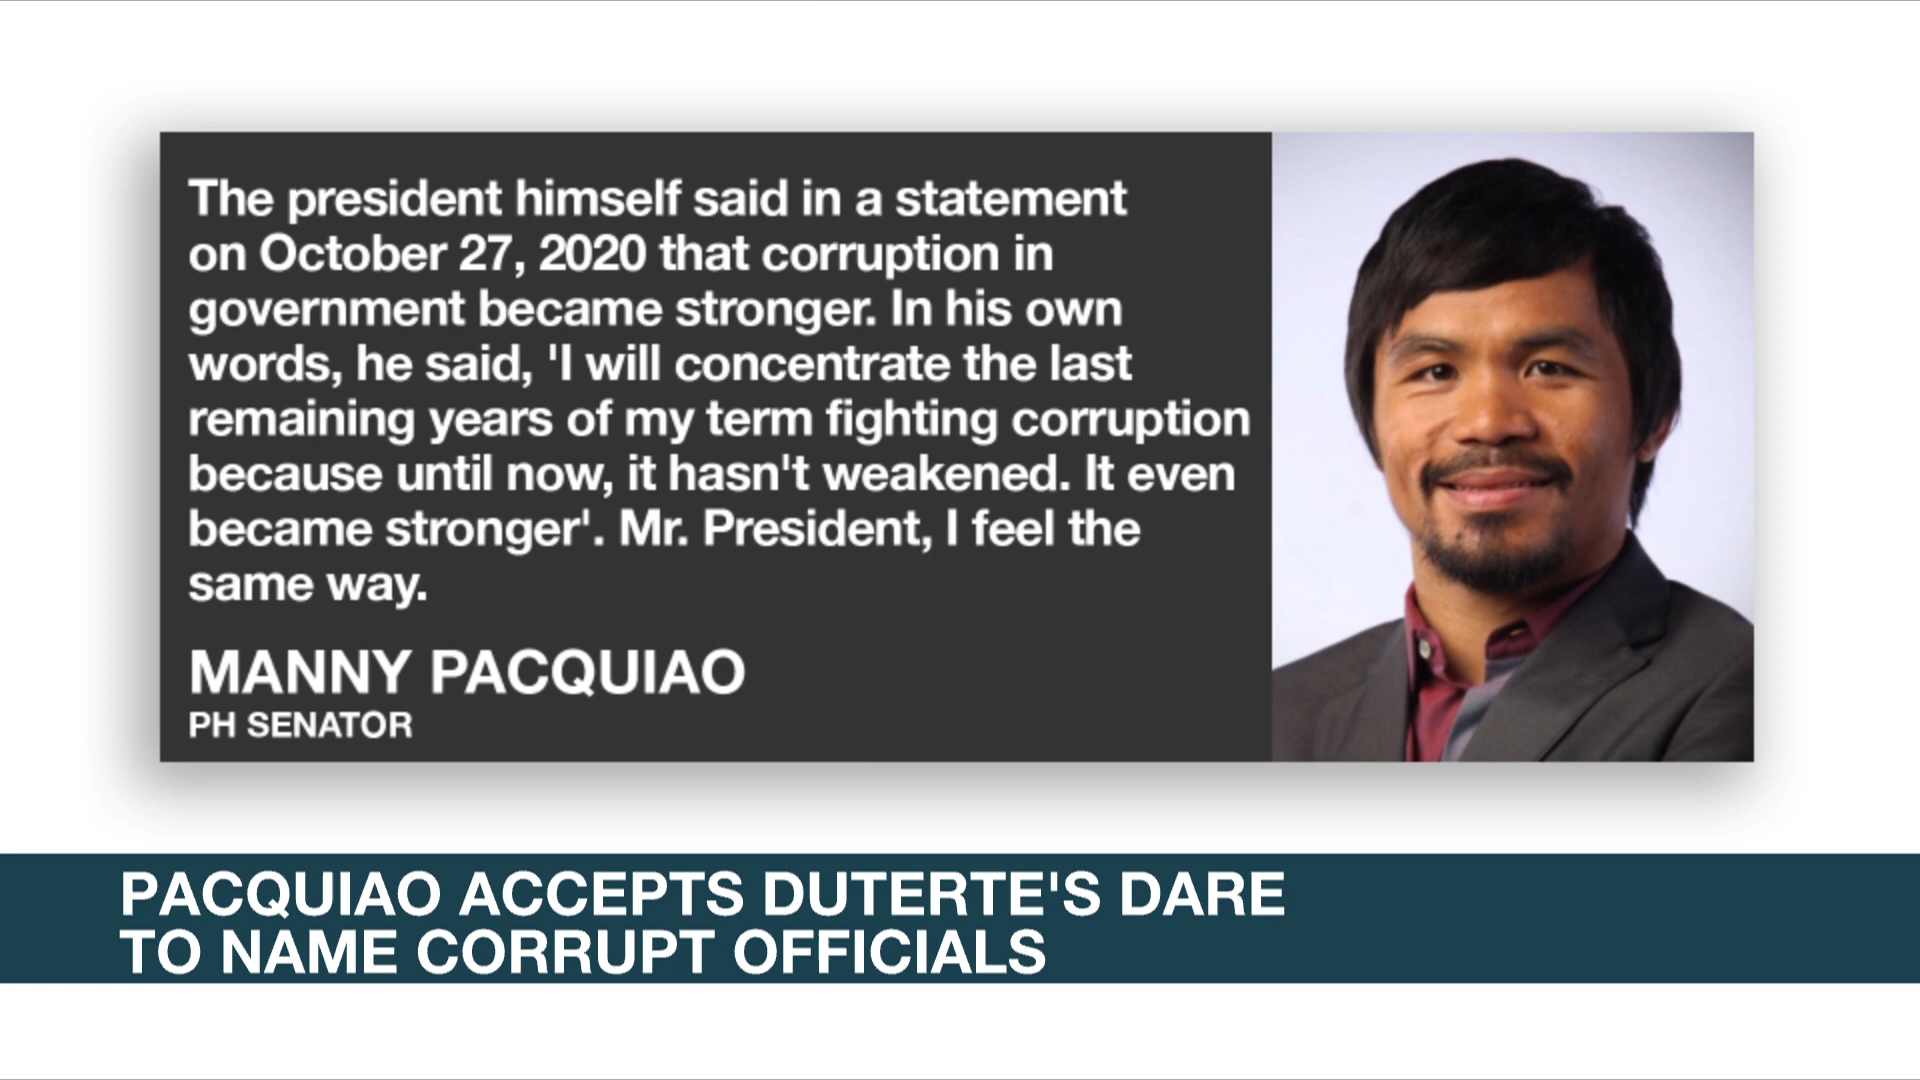 The president himself said in a statement
on October 27, 2020 that corruption in
government became stronger. In his own
words, he said, 'I will concentrate the last
remaining years of my term fighting corruption
because until now, it hasn't weakened. It even
became stronger'. Mr. President, I feel the
same way.
MANNY PACQUIAO
PH SENATOR
PACQUIAO ACCEPTS DUTERTE'S DARE
TO NAME CORRUPT OFFICIALS